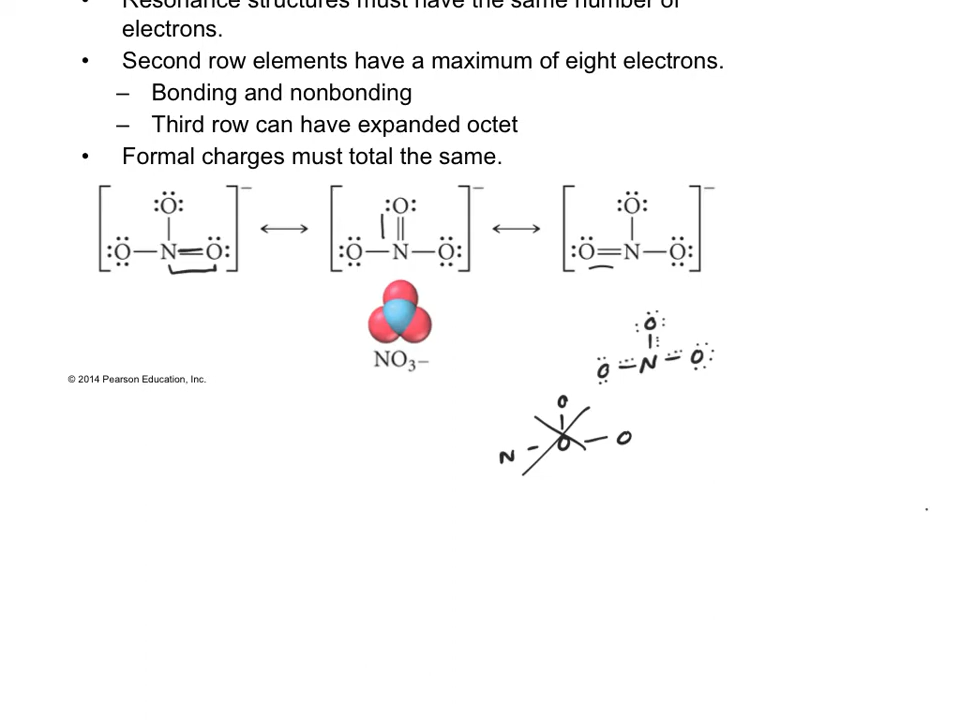 Resonance structures must have the same number of
electrons.
• Second row elements have a maximum of eight electrons.
– Bonding and nonbonding
– Third row can have expanded octet
• Formal charges must total the same.
[:Ö: :Ö—N=Ö:]− ⟷ [:O: :Ö—N—Ö:]− ⟷ [:Ö: :Ö=N—Ö:]−
NO3−
© 2014 Pearson Education, Inc.
:Ö:
Ö N Ö:
O
N – O – O